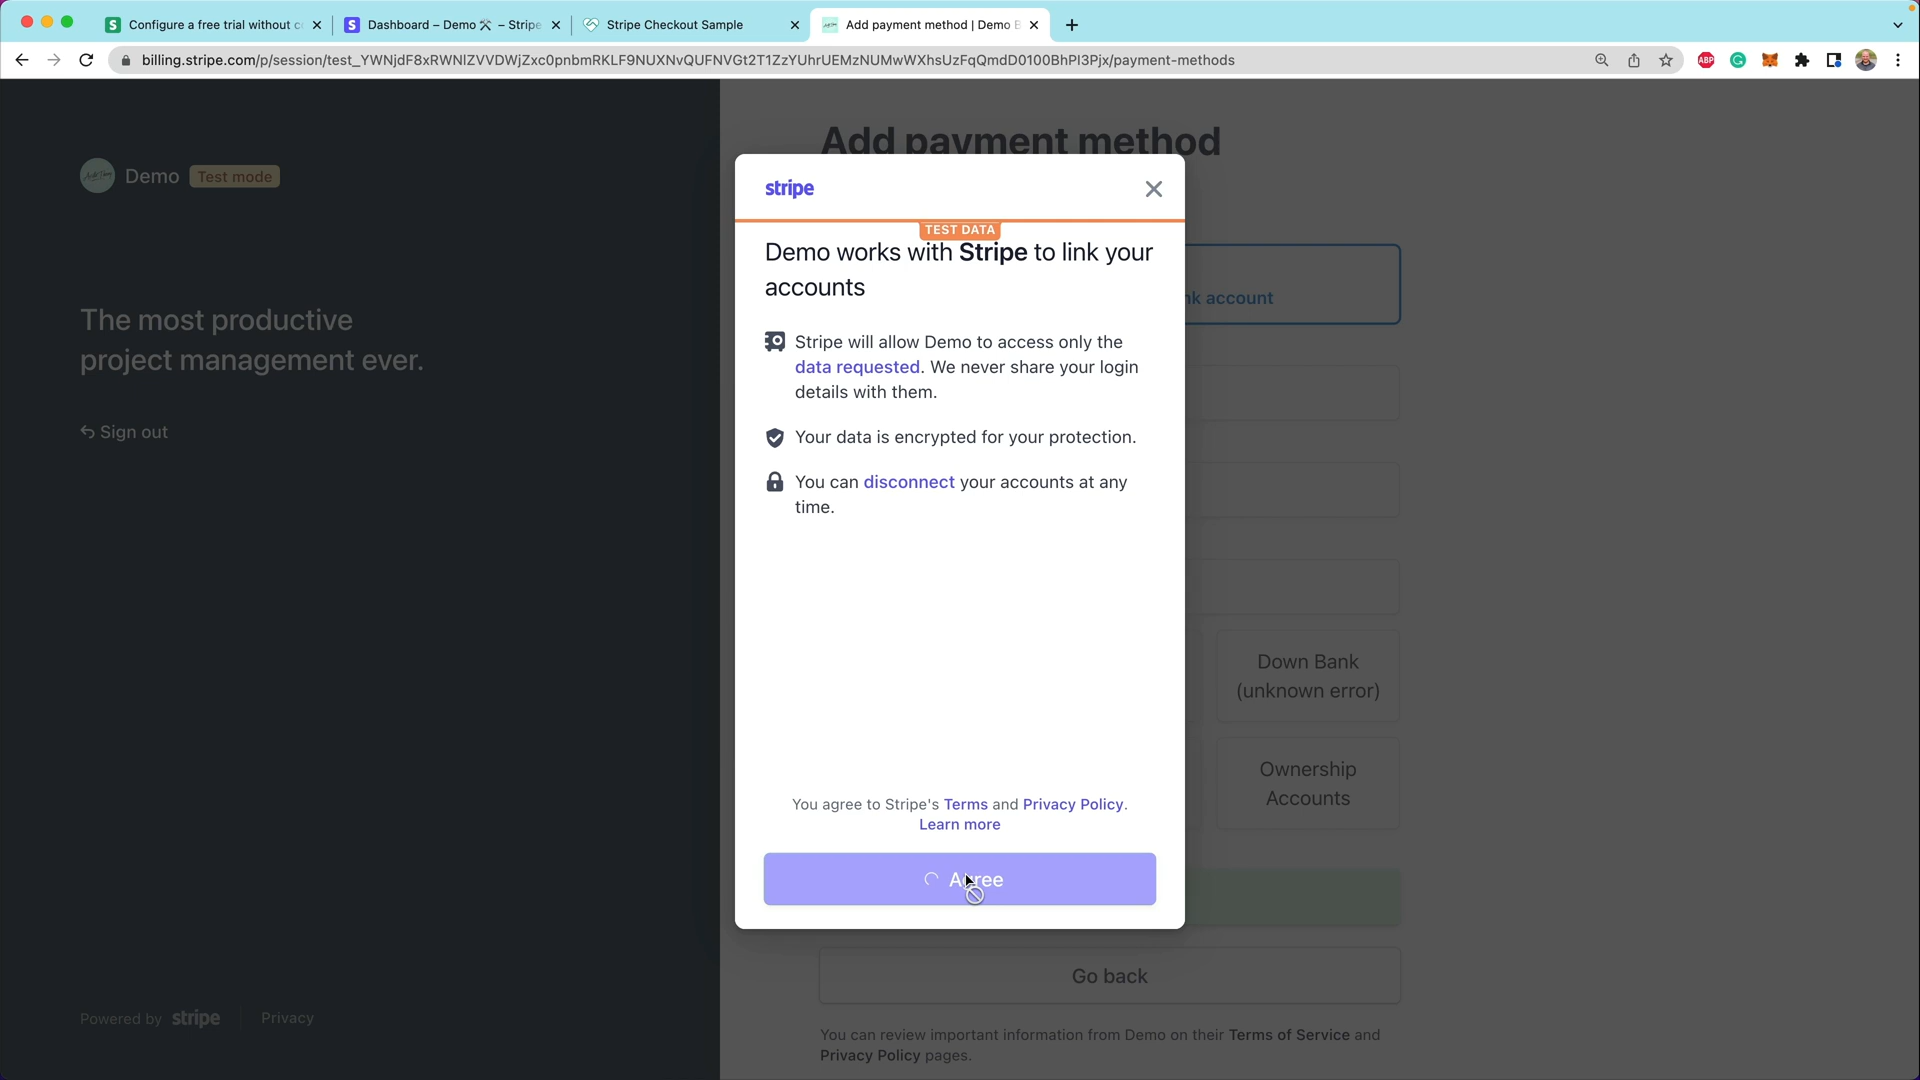 Configure a free trial without c
Dashboard – Demo 🛠 – Stripe
Stripe Checkout Sample
Add payment method | Demo B
billing.stripe.com/p/session/test_YWNjdF8xRWNlZVVDWjZxc0pnbmRKLF9NUXNvQUFNVGt2T1ZzYUhrUEMzNUMwWXhsUzFqQmdD0100BhPI3Pjx/payment-methods
ABP
Demo
Test mode
The most productive
project management ever.
Sign out
Powered by stripe
Privacy
Add payment method
nk account
stripe
TEST DATA
Demo works with Stripe to link your
accounts
Stripe will allow Demo to access only the
data requested. We never share your login
details with them.
Your data is encrypted for your protection.
You can disconnect your accounts at any
time.
You agree to Stripe's Terms and Privacy Policy.
Learn more
Agree
Down Bank
(unknown error)
Ownership
Accounts
Go back
You can review important information from Demo on their Terms of Service and
Privacy Policy pages.